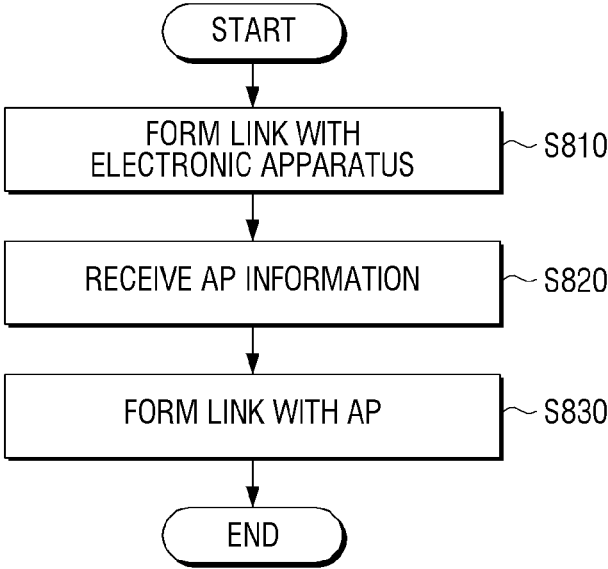 START
FORM LINK WITH
ELECTRONIC APPARATUS
S810
RECEIVE AP INFORMATION
S820
FORM LINK WITH AP
S830
END